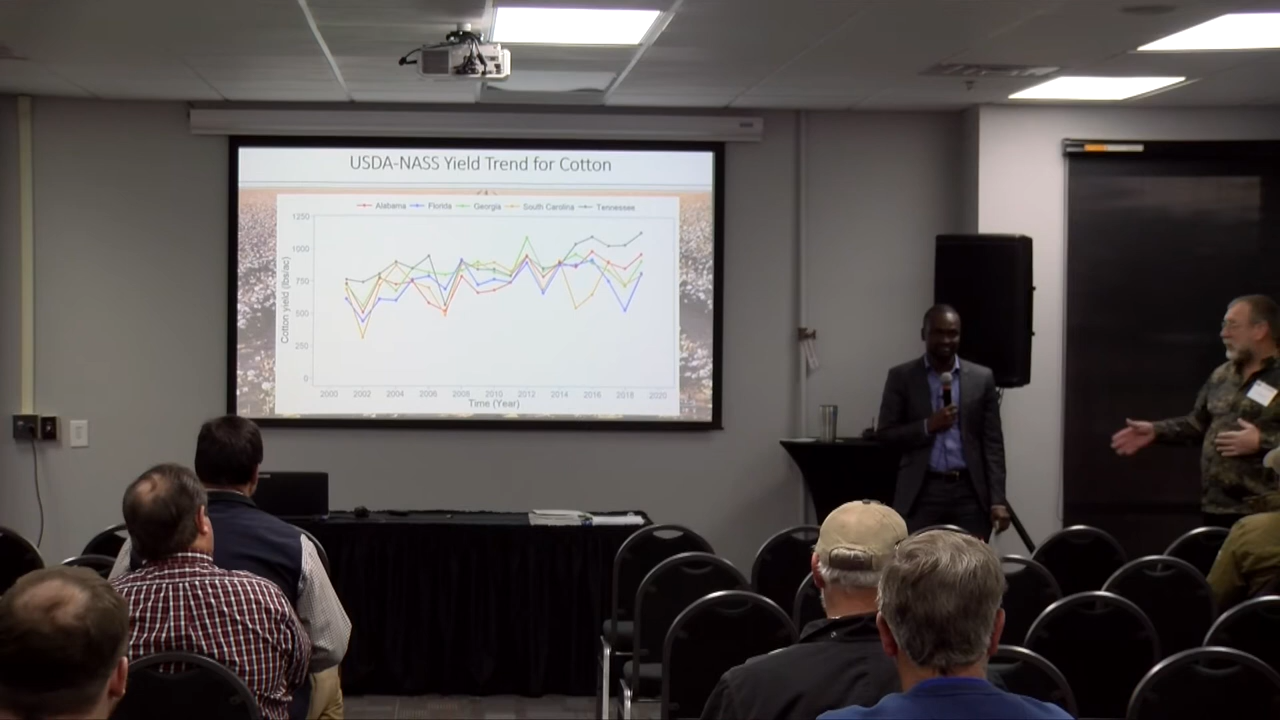 USDA-NASS Yield Trend for Cotton
Alabama Florida Georgia South Carolina Tennessee
Cotton yield (lbs/ac)
1250
1000
750
500
250
0
2000 2002 2004 2006 2008 2010 2012 2014 2016 2018 2020
Time (Year)